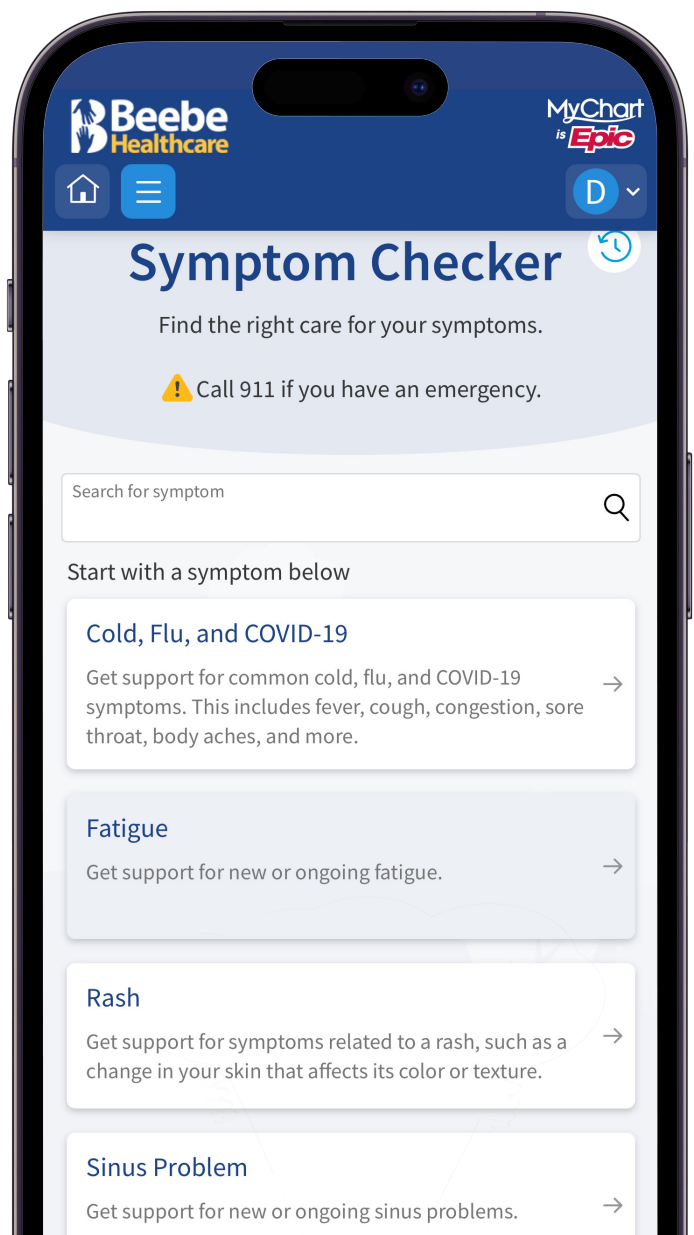 Beebe
Healthcare
MyChart
is Epic
D
Symptom Checker
Find the right care for your symptoms.
Call 911 if you have an emergency.
Search for symptom
Start with a symptom below
Cold, Flu, and COVID-19
Get support for common cold, flu, and COVID-19
symptoms. This includes fever, cough, congestion, sore
throat, body aches, and more.
Fatigue
Get support for new or ongoing fatigue.
Rash
Get support for symptoms related to a rash, such as a
change in your skin that affects its color or texture.
Sinus Problem
Get support for new or ongoing sinus problems.